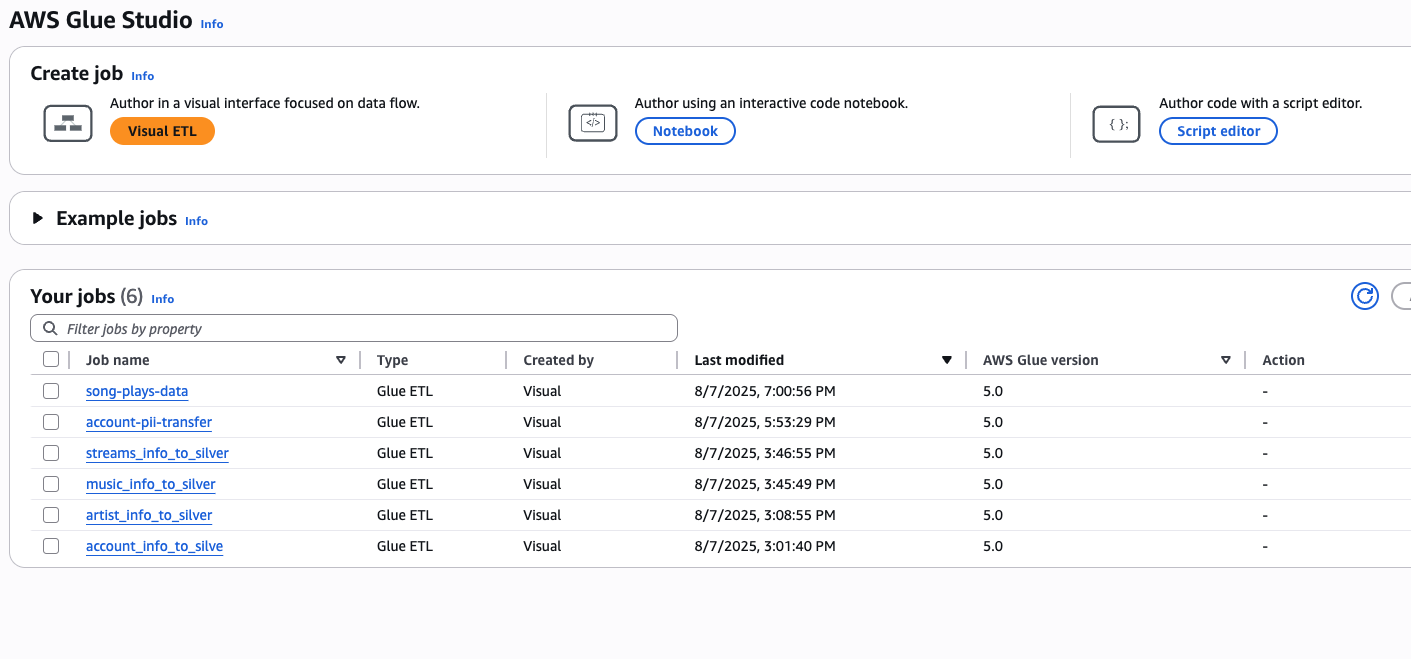 AWS Glue Studio Info
Create job Info
Author in a visual interface focused on data flow.
Visual ETL
</>
Author using an interactive code notebook.
Notebook
{ };
Author code with a script editor.
Script editor
Example jobs Info
Your jobs (6) Info
Filter jobs by property
Job name Type Created by Last modified AWS Glue version Action
song-plays-data Glue ETL Visual 8/7/2025, 7:00:56 PM 5.0 -
account-pii-transfer Glue ETL Visual 8/7/2025, 5:53:29 PM 5.0 -
streams_info_to_silver Glue ETL Visual 8/7/2025, 3:46:55 PM 5.0 -
music_info_to_silver Glue ETL Visual 8/7/2025, 3:45:49 PM 5.0 -
artist_info_to_silver Glue ETL Visual 8/7/2025, 3:08:55 PM 5.0 -
account_info_to_silve Glue ETL Visual 8/7/2025, 3:01:40 PM 5.0 -